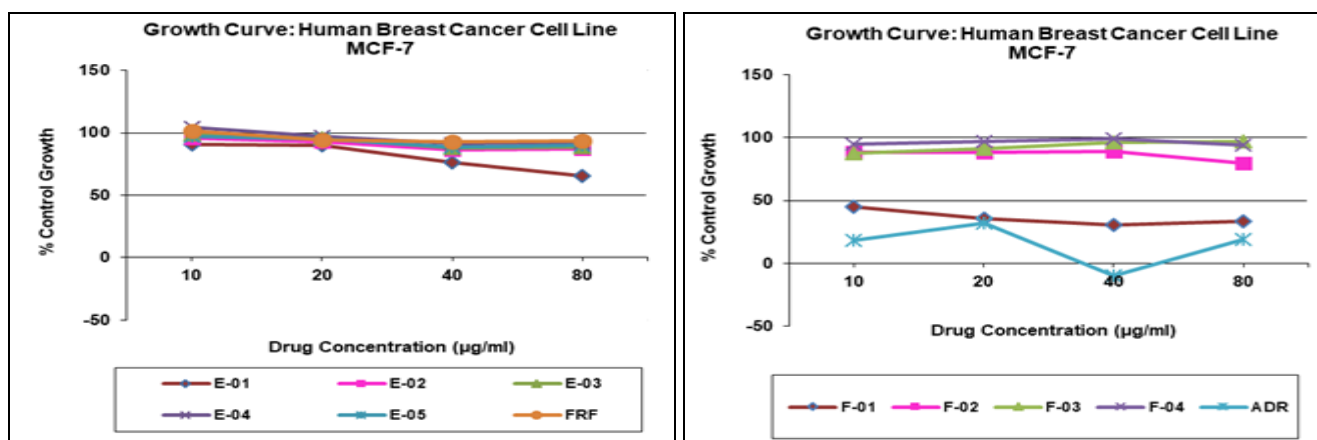 Growth Curve: Human Breast Cancer Cell Line
MCF-7
150
100
50
0
-50
% Control Growth
10 20 40 80
Drug Concentration (µg/ml)
E-01 E-02 E-03
E-04 E-05 FRF
Growth Curve: Human Breast Cancer Cell Line
MCF-7
150
100
50
0
-50
% Control Growth
10 20 40 80
Drug Concentration (µg/ml)
F-01 F-02 F-03 F-04 ADR